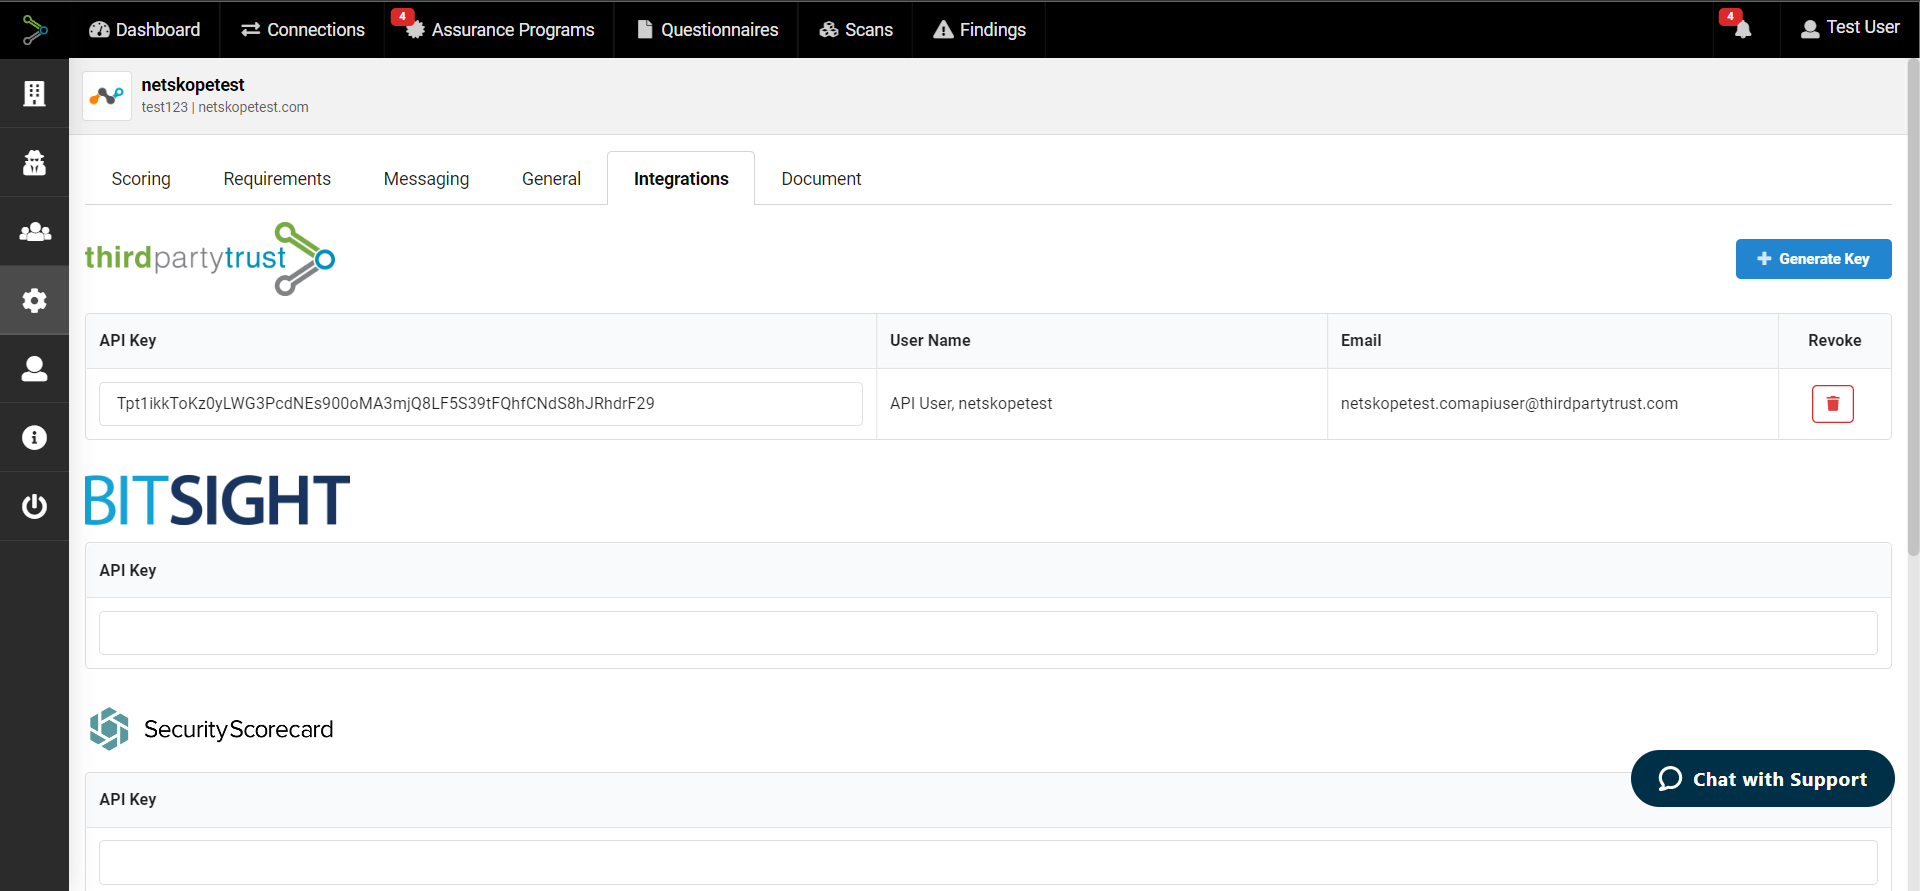 Dashboard
Connections
4
Assurance Programs
Questionnaires
Scans
Findings
4
Test User
netskopetest
test123 | netskopetest.com
Scoring
Requirements
Messaging
General
Integrations
Document
thirdpartytrust
Generate Key
API Key
User Name
Email
Revoke
Tpt1ikkToKz0yLWG3PcdNEs900oMA3mjQ8LF5S39tFQhfCNdS8hJRhdrF29
API User, netskopetest
netskopetest.comapiuser@thirdpartytrust.com
BITSIGHT
API Key
SecurityScorecard
API Key
Chat with Support